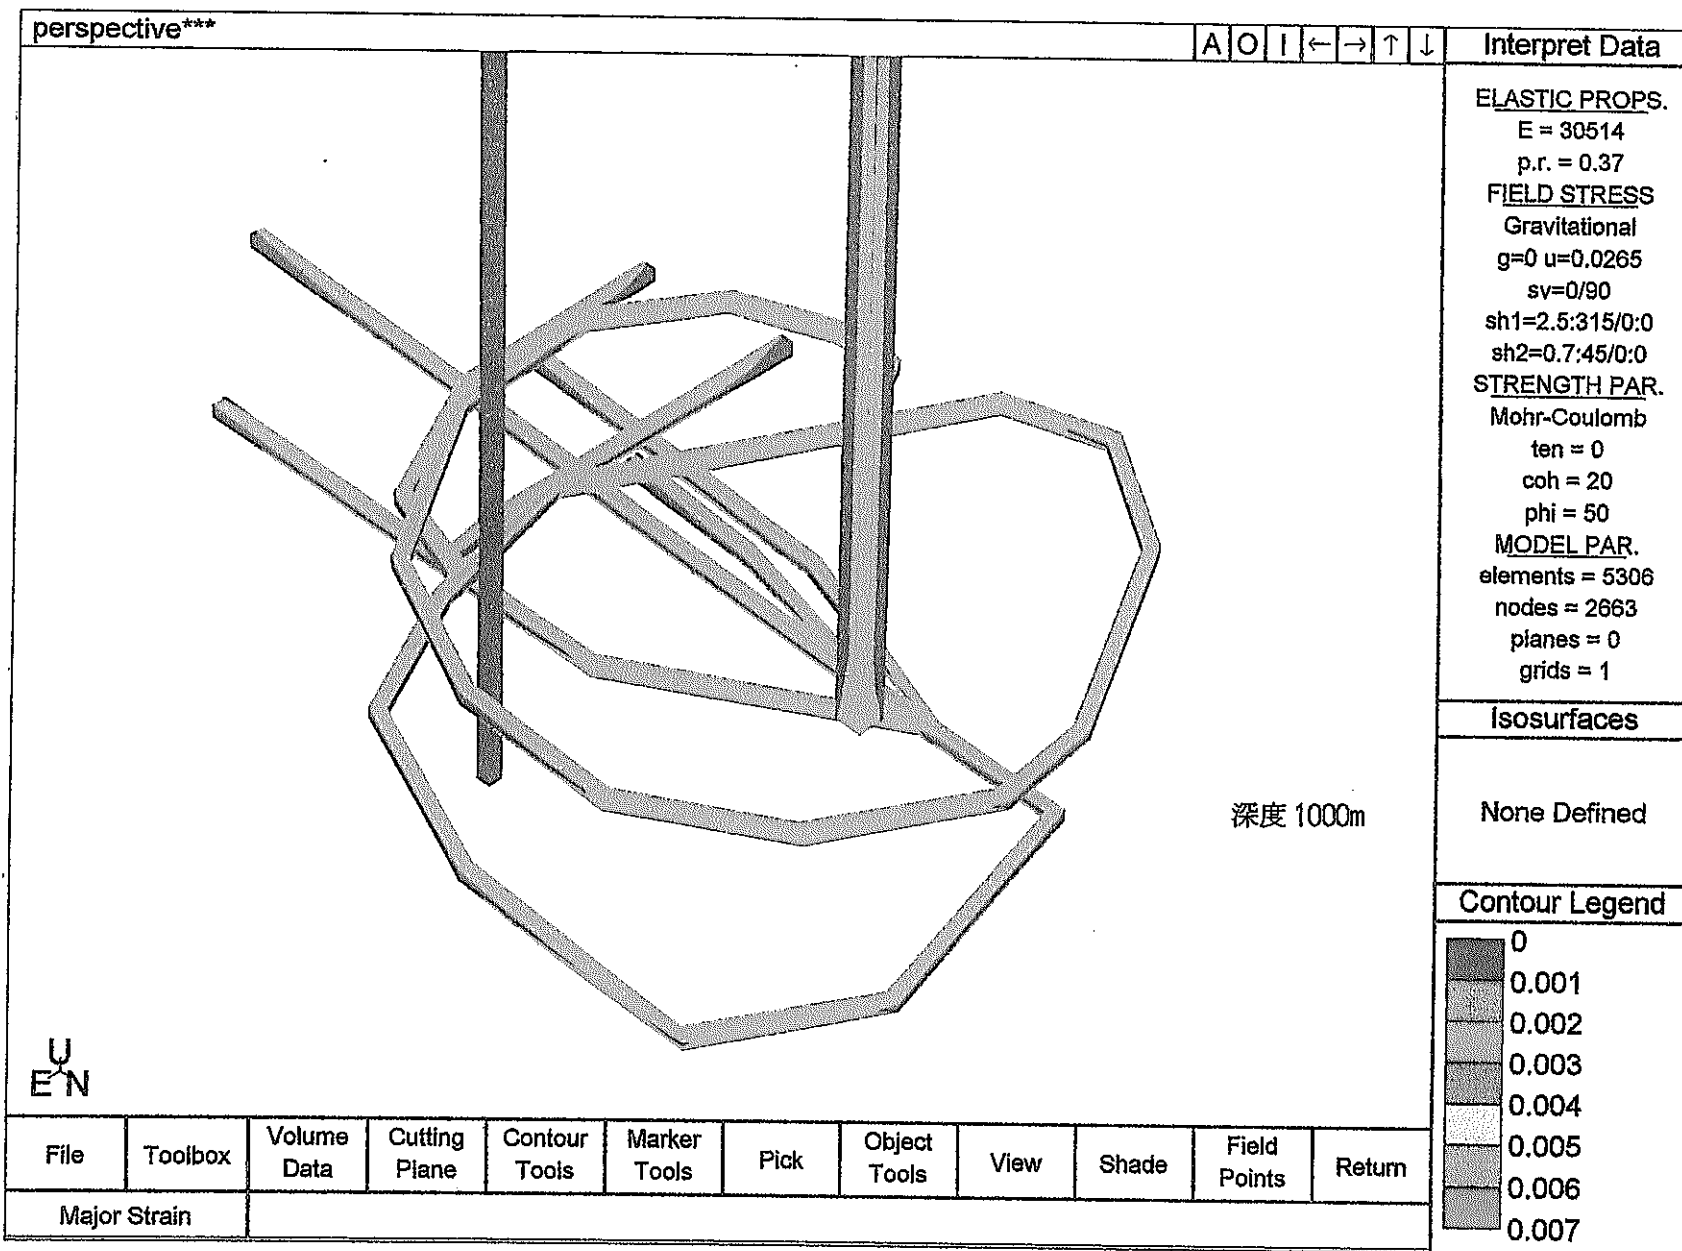 perspective***
A O I ← → ↑ ↓
Interpret Data
ELASTIC PROPS.
E = 30514
p.r. = 0.37
FIELD STRESS
Gravitational
g=0 u=0.0265
sv=0/90
sh1=2.5:315/0:0
sh2=0.7:45/0:0
STRENGTH PAR.
Mohr-Coulomb
ten = 0
coh = 20
phi = 50
MODEL PAR.
elements = 5306
nodes = 2663
planes = 0
grids = 1
Isosurfaces
None Defined
深度 1000m
Contour Legend
0
0.001
0.002
0.003
0.004
0.005
0.006
0.007
U
E N
File
Toolbox
Volume
Data
Cutting
Plane
Contour
Tools
Marker
Tools
Pick
Object
Tools
View
Shade
Field
Points
Return
Major Strain